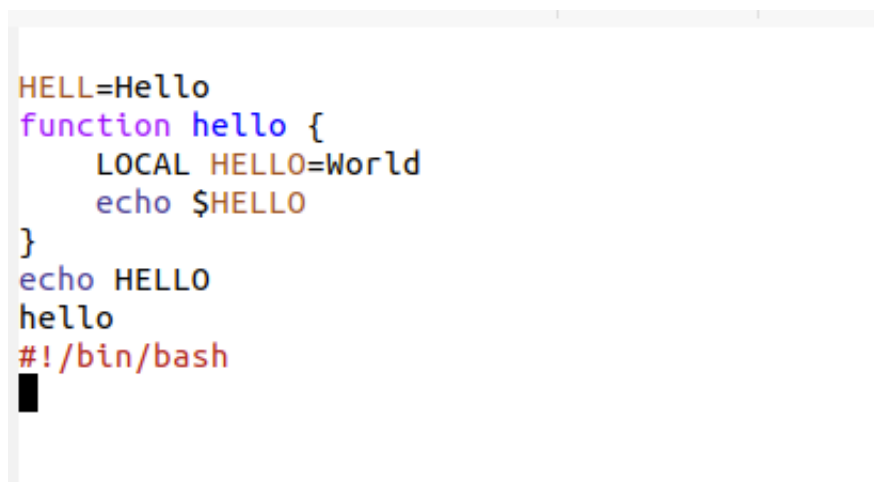 HELL=Hello
function hello {
    LOCAL HELLO=World
    echo $HELLO
}
echo HELLO
hello
#!/bin/bash